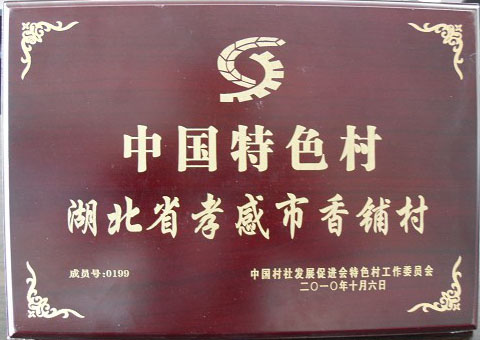 中国特色村
湖北省孝感市香铺村
成员号:0199
中国村社发展促进会特色村工作委员会
二〇一〇年十月六日